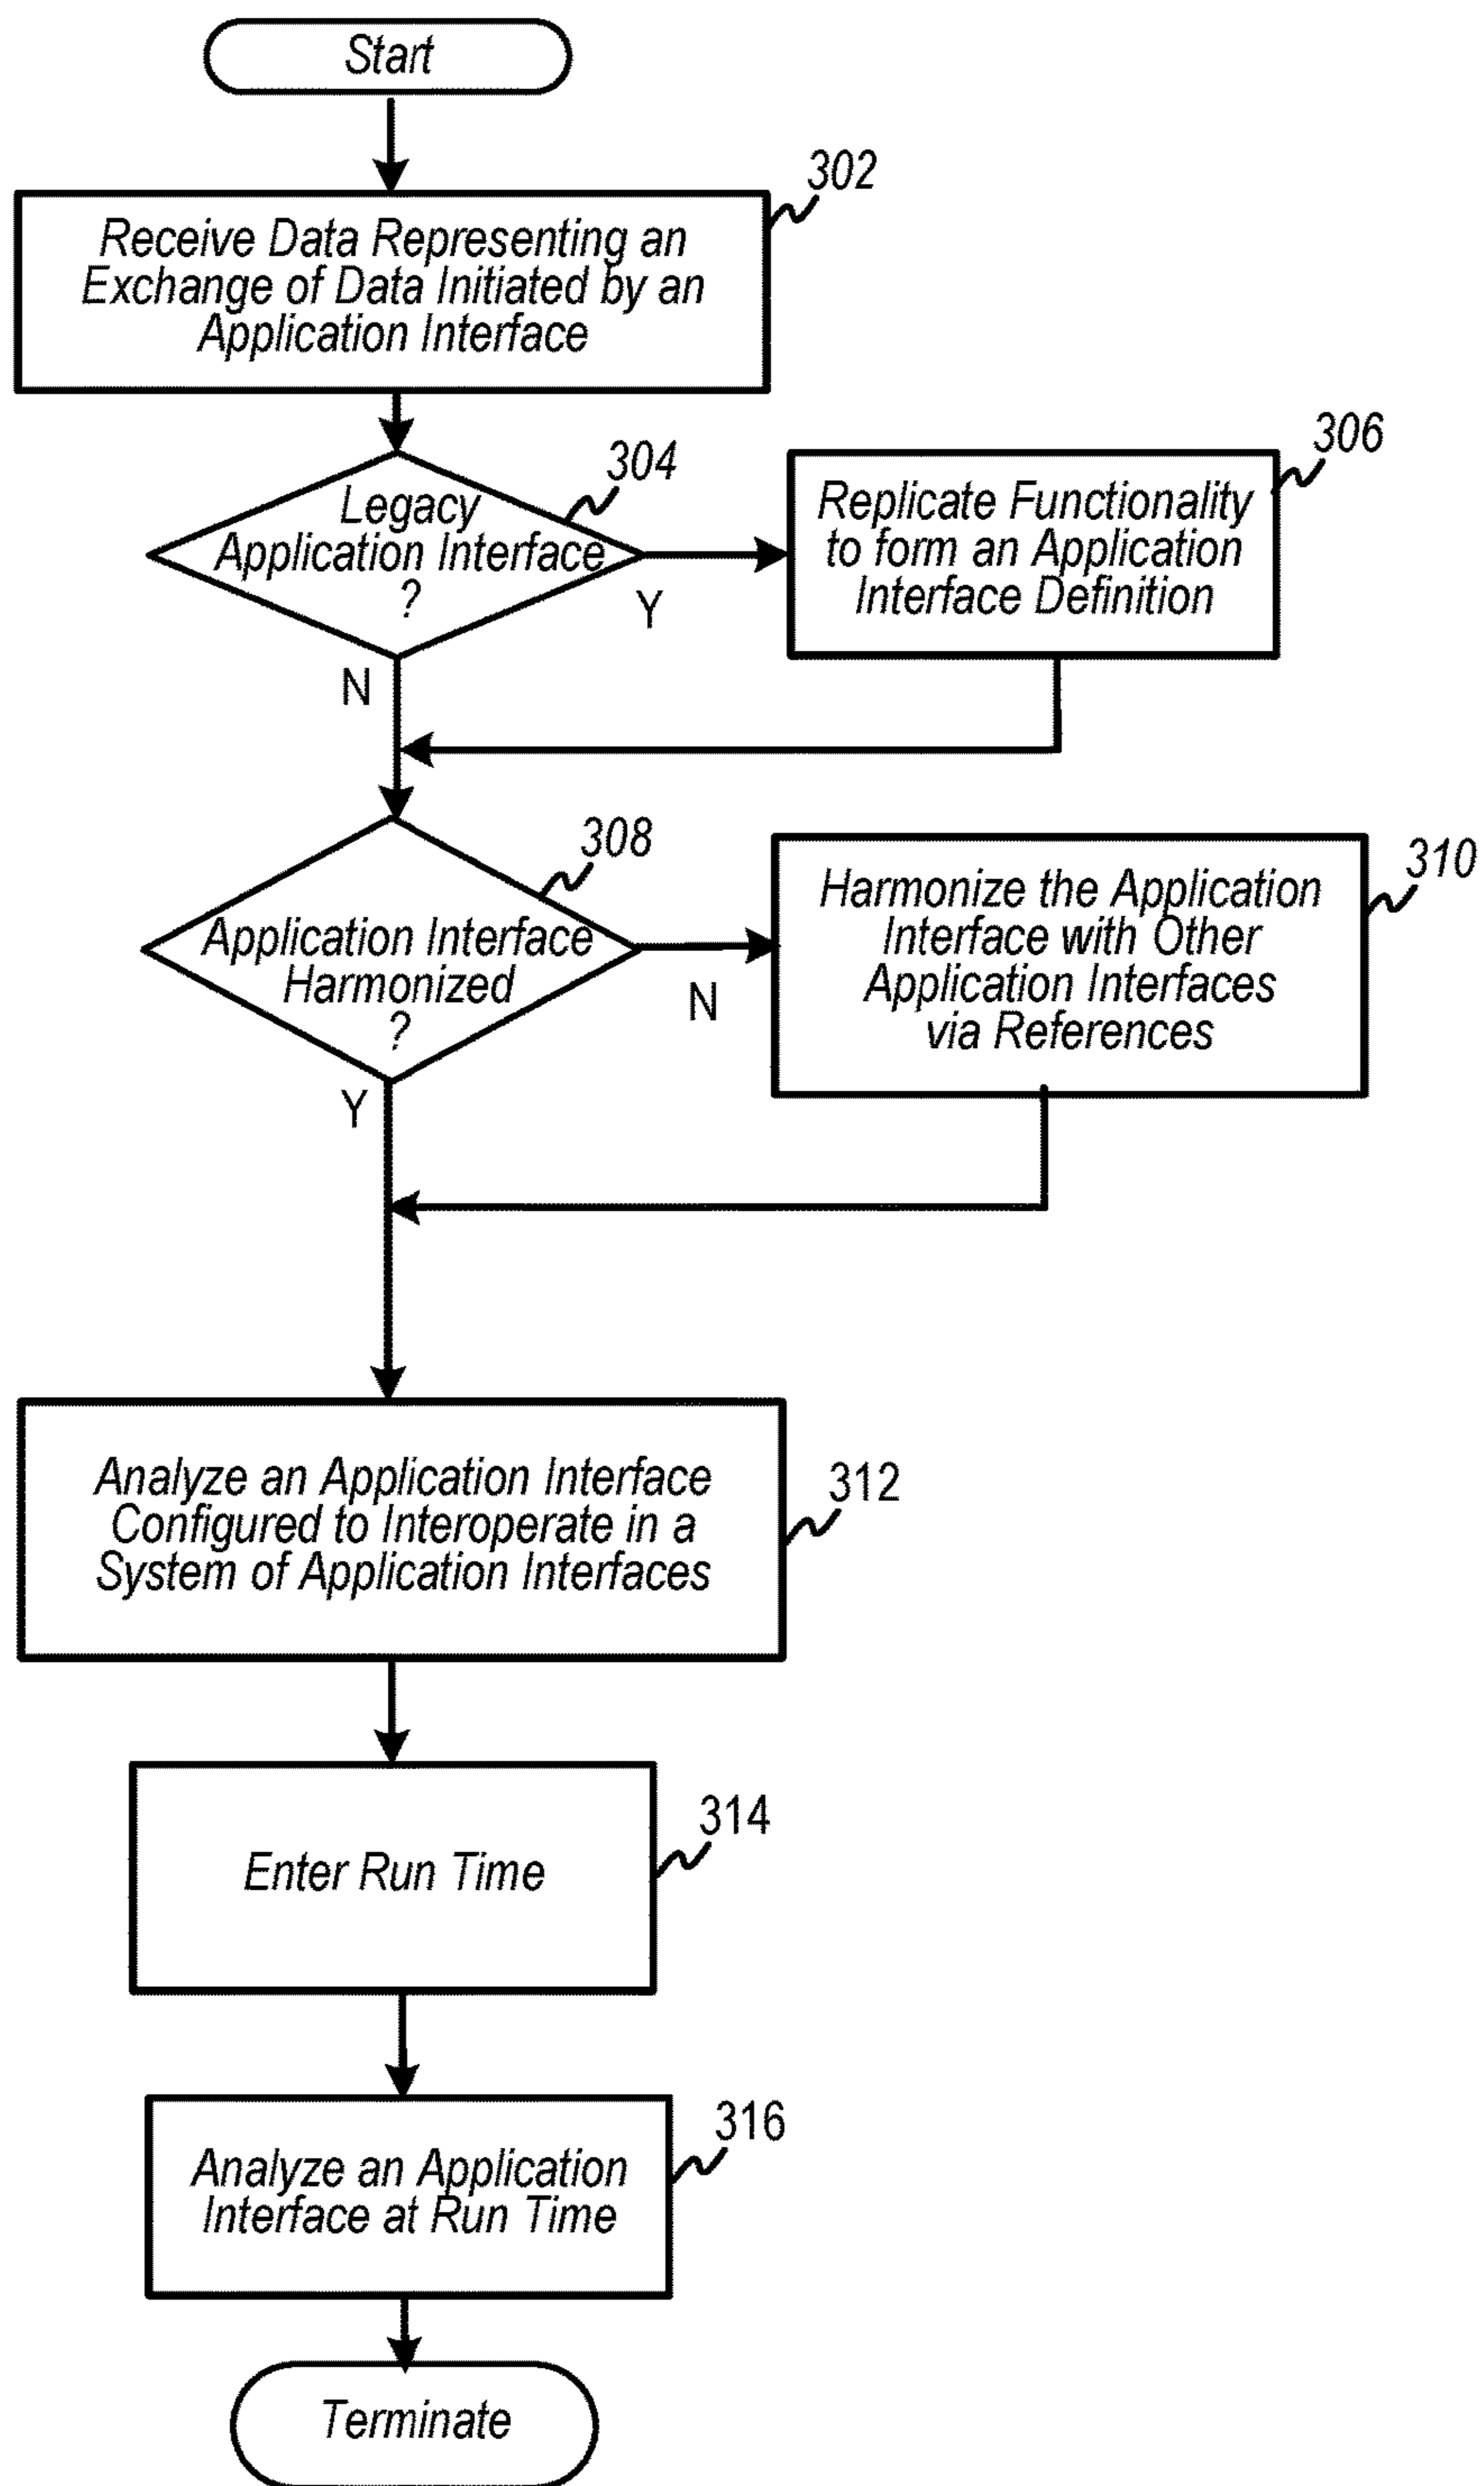 Start
302
Receive Data Representing an
Exchange of Data Initiated by an
Application Interface
304
Legacy
Application Interface
?
Y
N
306
Replicate Functionality
to form an Application
Interface Definition
308
Application Interface
Harmonized
?
N
Y
310
Harmonize the Application
Interface with Other
Application Interfaces
via References
312
Analyze an Application Interface
Configured to Interoperate in a
System of Application Interfaces
314
Enter Run Time
316
Analyze an Application
Interface at Run Time
Terminate